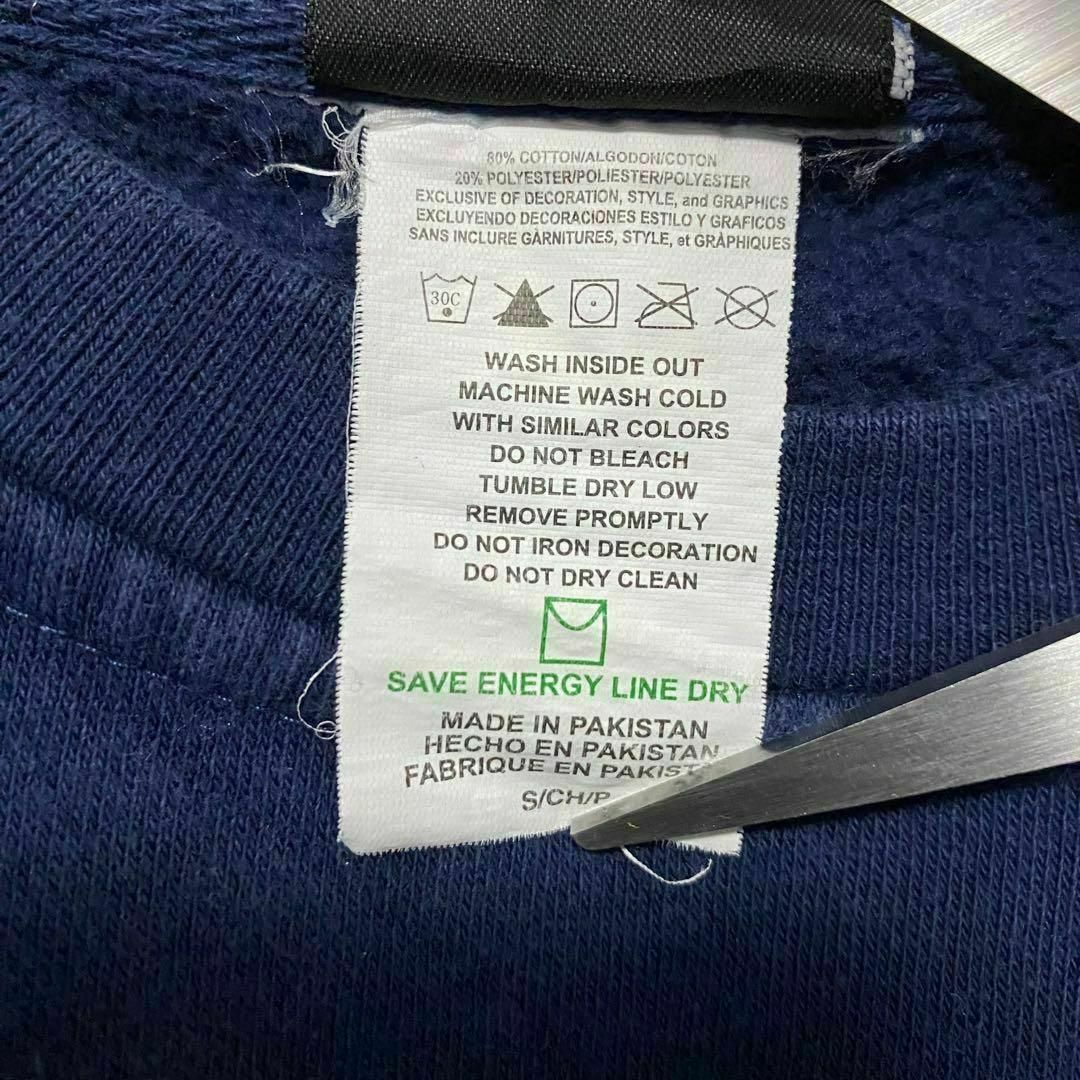 80% COTTON/ALGODON/COTON
20% POLYESTER/POLIESTER/POLYESTER
EXCLUSIVE OF DECORATION, STYLE, and GRAPHICS
EXCLUYENDO DECORACIONES ESTILO Y GRAFICOS
SANS INCLURE GÀRNITURES, STYLE, et GRÀPHIQUES
30C
WASH INSIDE OUT
MACHINE WASH COLD
WITH SIMILAR COLORS
DO NOT BLEACH
TUMBLE DRY LOW
REMOVE PROMPTLY
DO NOT IRON DECORATION
DO NOT DRY CLEAN
SAVE ENERGY LINE DRY
MADE IN PAKISTAN
HECHO EN PAKISTAN
FABRIQUE EN
S/CH/P